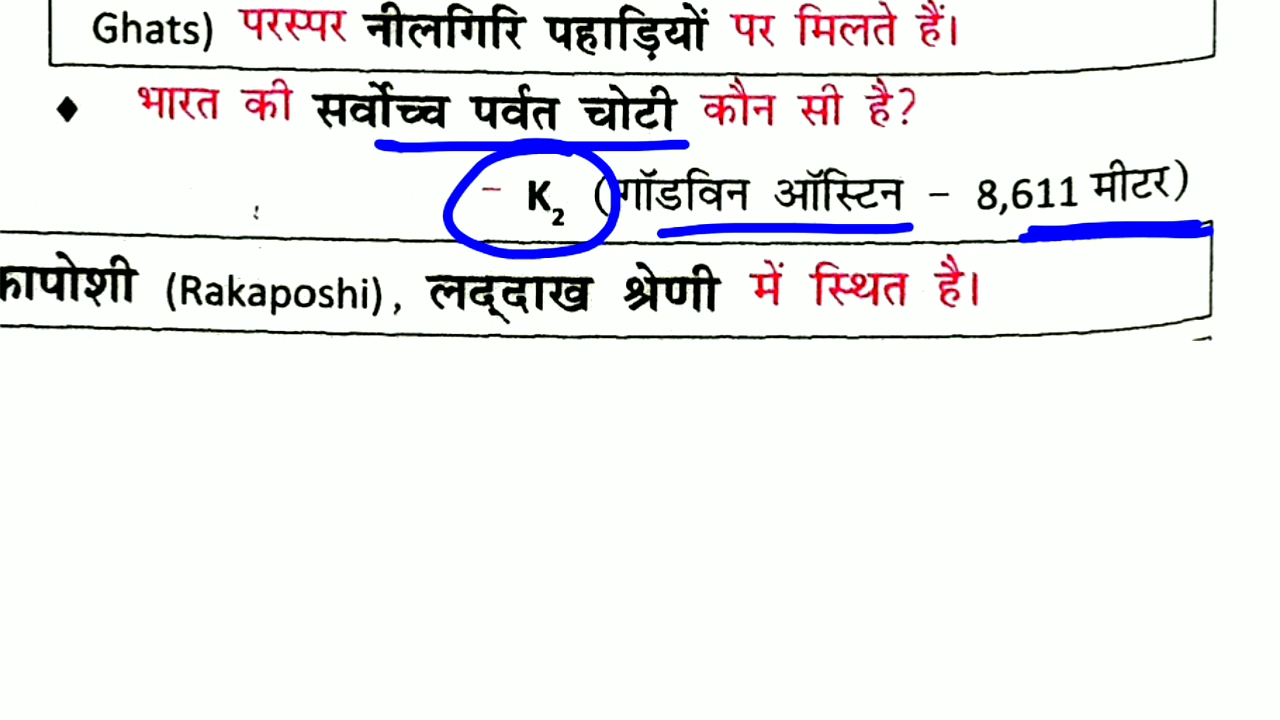 Ghats) परस्पर नीलगिरि पहाड़ियों पर मिलते हैं।
♦ भारत की सर्वोच्च पर्वत चोटी कौन सी है?
– K₂ (गॉडविन ऑस्टिन – 8,611 मीटर)
कापोशी (Rakaposhi), लद्दाख श्रेणी में स्थित है।